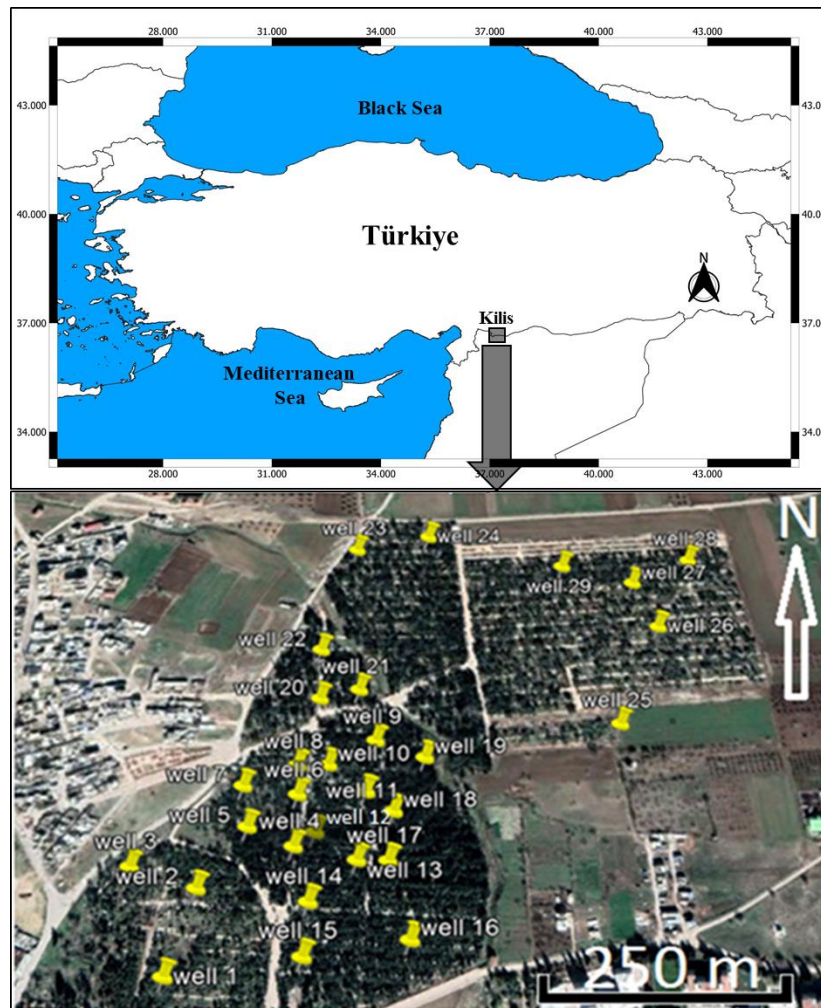 28.000 31.000 34.000 37.000 40.000 43.000
43.000 43.000
Black Sea
40.000 40.000
Türkiye
N
Kilis
37.000 37.000
Mediterranean
Sea
34.000 34.000
28.000 31.000 34.000 37.000 40.000 43.000
well 23
well 24
well 28
N
well 29
well 27
well 26
well 22
well 21
well 20
well 25
well 9
well 8
well 10
well 19
well 7
well 6
well 11
well 18
well 5
well 4
well 12
well 17
well 3
well 2
well 14
well 13
well 15
well 16
well 1
250 m